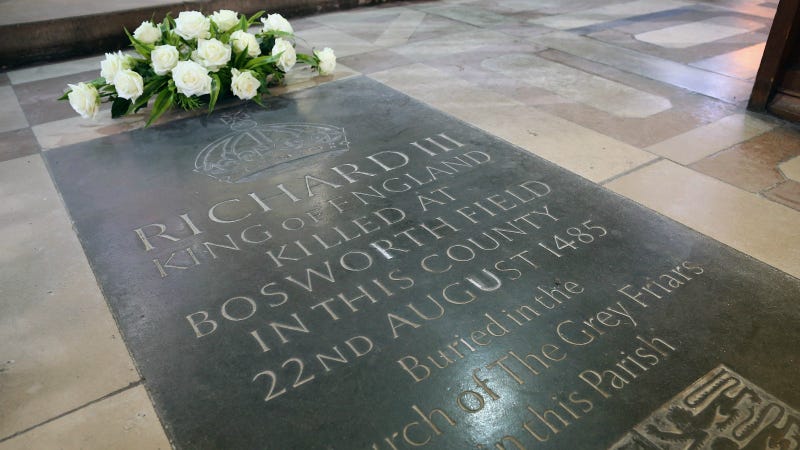 RICHARD III
KING OF ENGLAND
KILLED AT
BOSWORTH FIELD
IN THIS COUNTY
22ND AUGUST 1485
Buried in the
urch of The Grey Friars
in this Parish